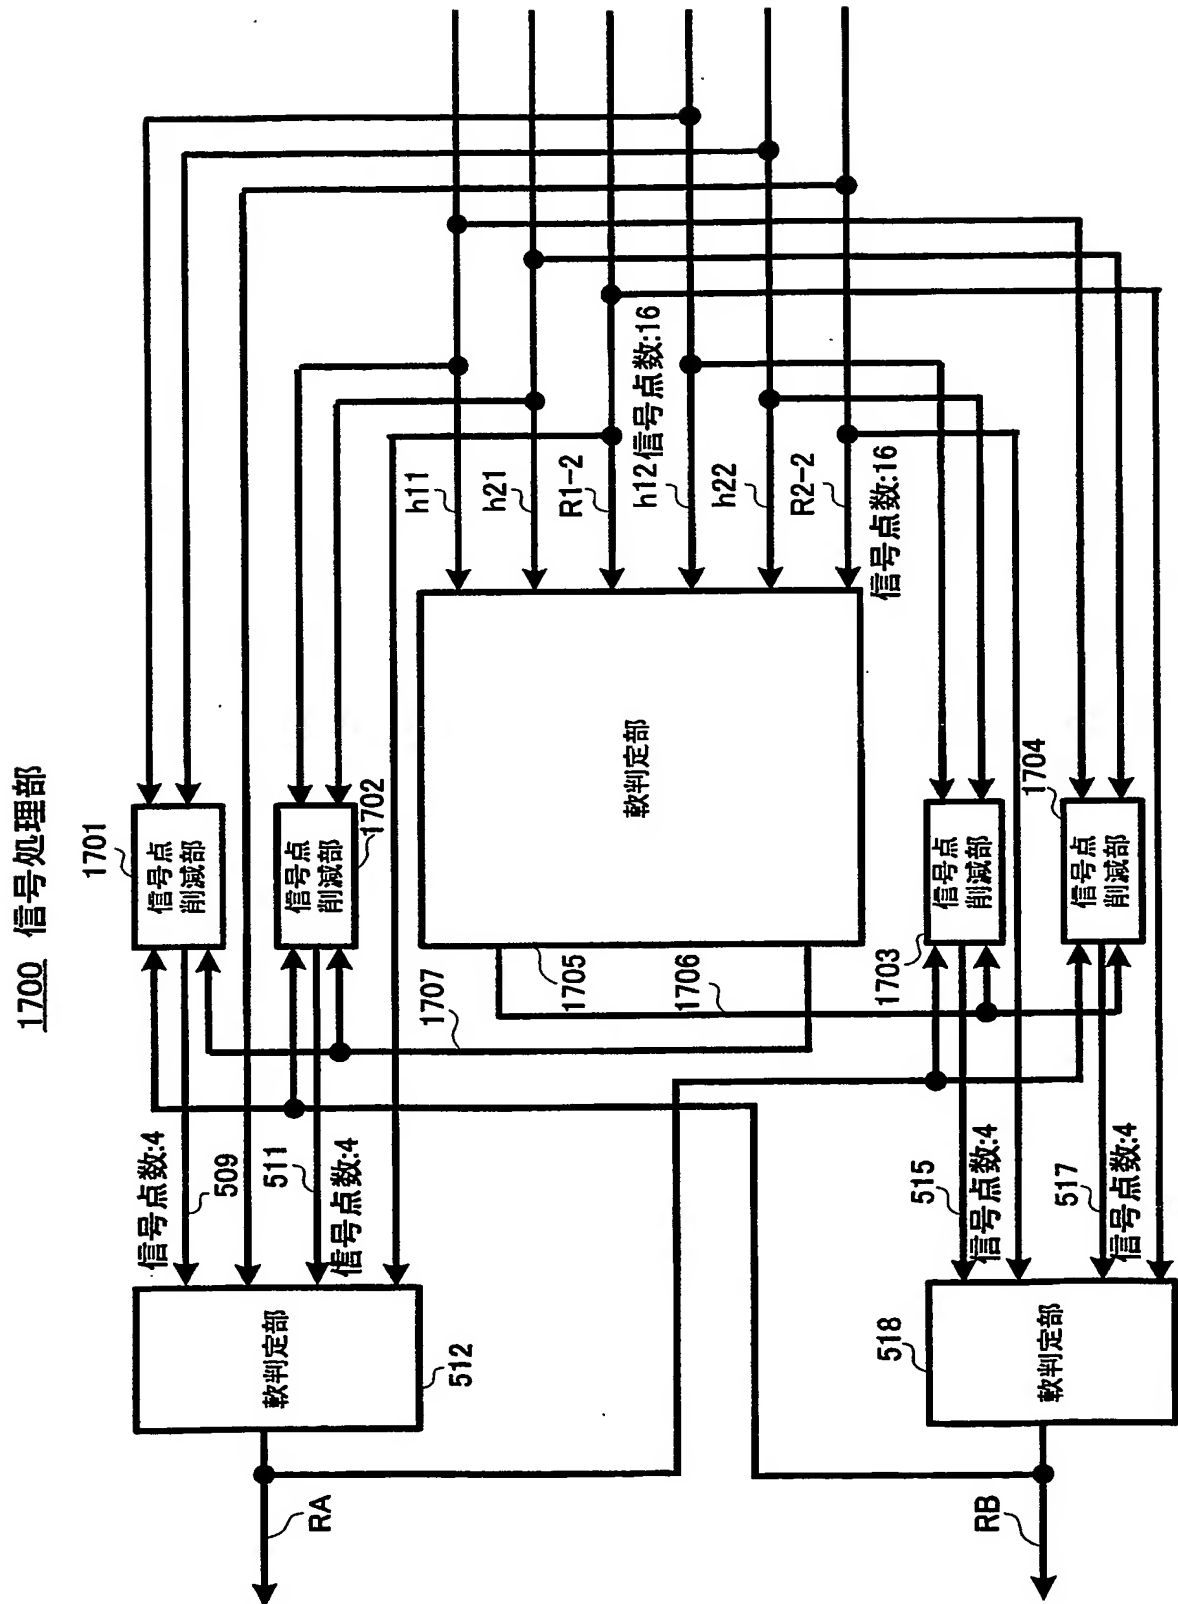 1700 信号処理部
1701
信号点
削減部
1702
信号点
削減部
軟判定部
1705
1706
1707
1703
信号点
削減部
1704
信号点
削減部
h11
h21
R1-2
h12 信号点数:16
h22
R2-2
信号点数:16
信号点数:4
509
511
信号点数:4
515
信号点数:4
517
信号点数:4
軟判定部
512
軟判定部
518
RA
RB